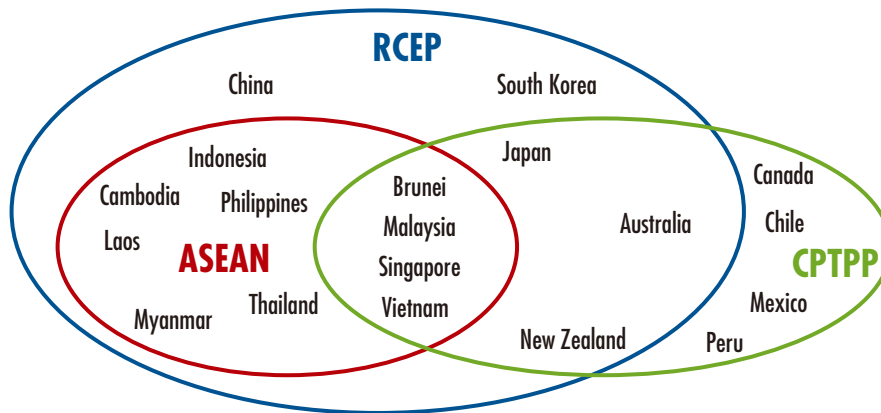 RCEP
China
South Korea
Indonesia
Japan
Cambodia
Philippines
Brunei
Canada
Laos
Malaysia
Australia
Chile
ASEAN
Singapore
CPTPP
Myanmar
Thailand
Vietnam
Mexico
New Zealand
Peru